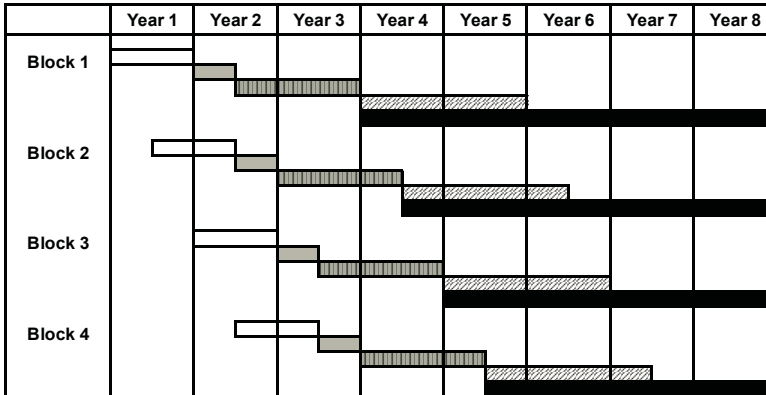 Year 1 Year 2 Year 3 Year 4 Year 5 Year 6 Year 7 Year 8
Block 1
Block 2
Block 3
Block 4